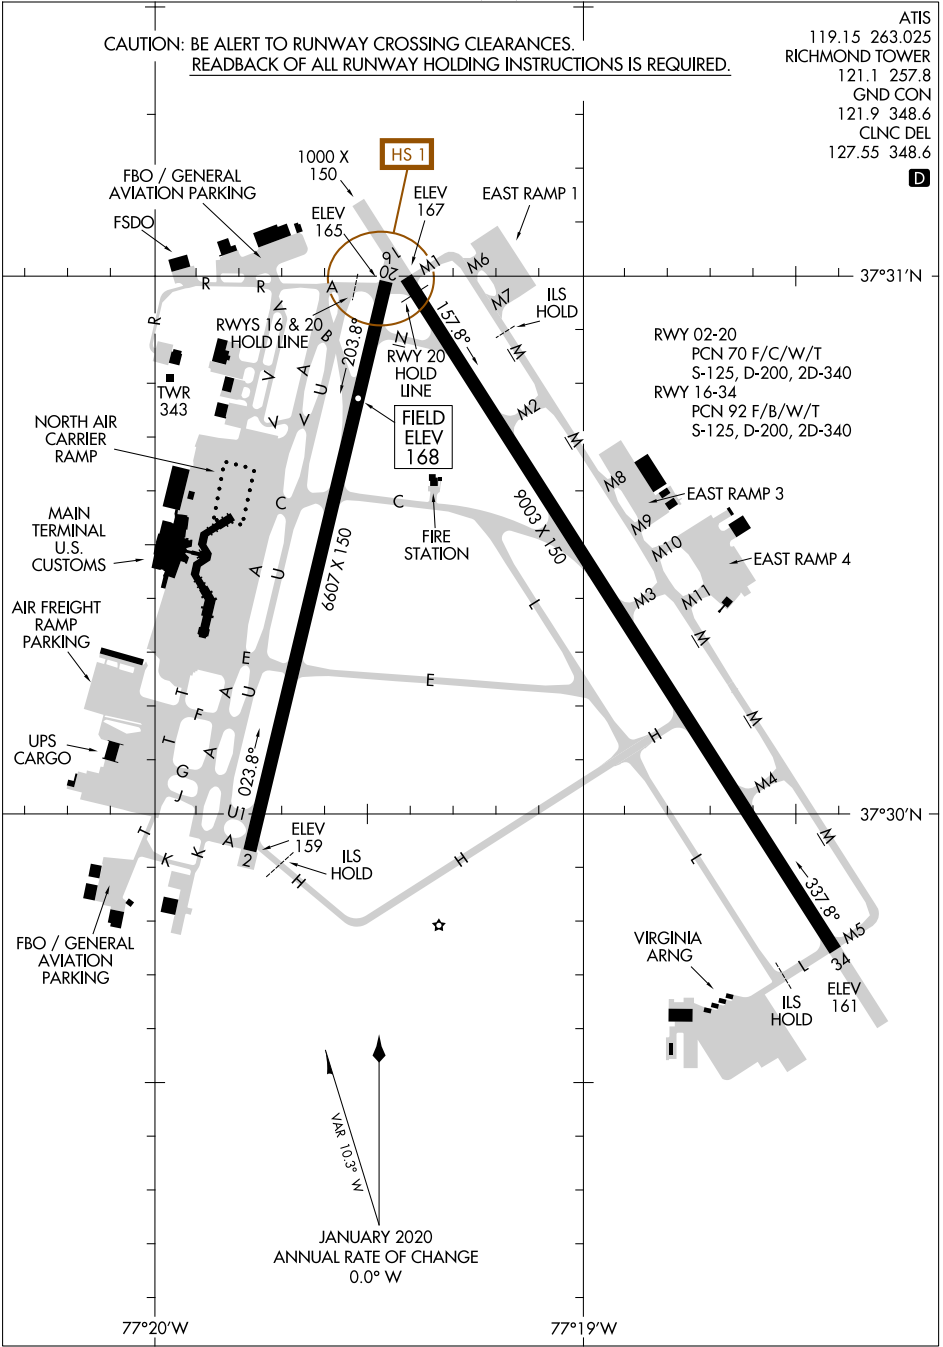 ATIS
119.15 263.025
RICHMOND TOWER
121.1 257.8
GND CON
121.9 348.6
CLNC DEL
127.55 348.6
D
CAUTION: BE ALERT TO RUNWAY CROSSING CLEARANCES.
READBACK OF ALL RUNWAY HOLDING INSTRUCTIONS IS REQUIRED.
HS 1
1000 X
150
FBO / GENERAL
AVIATION PARKING
FSDO
ELEV
165
ELEV
167
EAST RAMP 1
16
20
M1
M6
M7
37°31'N
R
R
R
A
V
RWYS 16 & 20
HOLD LINE
B
203.8°
N
RWY 20
HOLD
LINE
157.8°
ILS
HOLD
M
RWY 02-20
PCN 70 F/C/W/T
S-125, D-200, 2D-340
RWY 16-34
PCN 92 F/B/W/T
S-125, D-200, 2D-340
TWR
343
V
A
U
V
V
FIELD
ELEV
168
M2
M
NORTH AIR
CARRIER
RAMP
M8
EAST RAMP 3
M9
M10
EAST RAMP 4
C
C
FIRE
STATION
9003 X 150
MAIN
TERMINAL
U.S.
CUSTOMS
A
U
6607 X 150
L
M3
M11
M
AIR FREIGHT
RAMP
PARKING
E
E
T
A
U
F
T
A
G
J
023.8°
H
M
M4
UPS
CARGO
U1
A
T
K
K
2
ELEV
159
ILS
HOLD
H
H
L
M
37°30'N
337.8°
M5
34
L
ELEV
161
ILS
HOLD
VIRGINIA
ARNG
FBO / GENERAL
AVIATION
PARKING
VAR 10.3° W
JANUARY 2020
ANNUAL RATE OF CHANGE
0.0° W
77°20'W
77°19'W